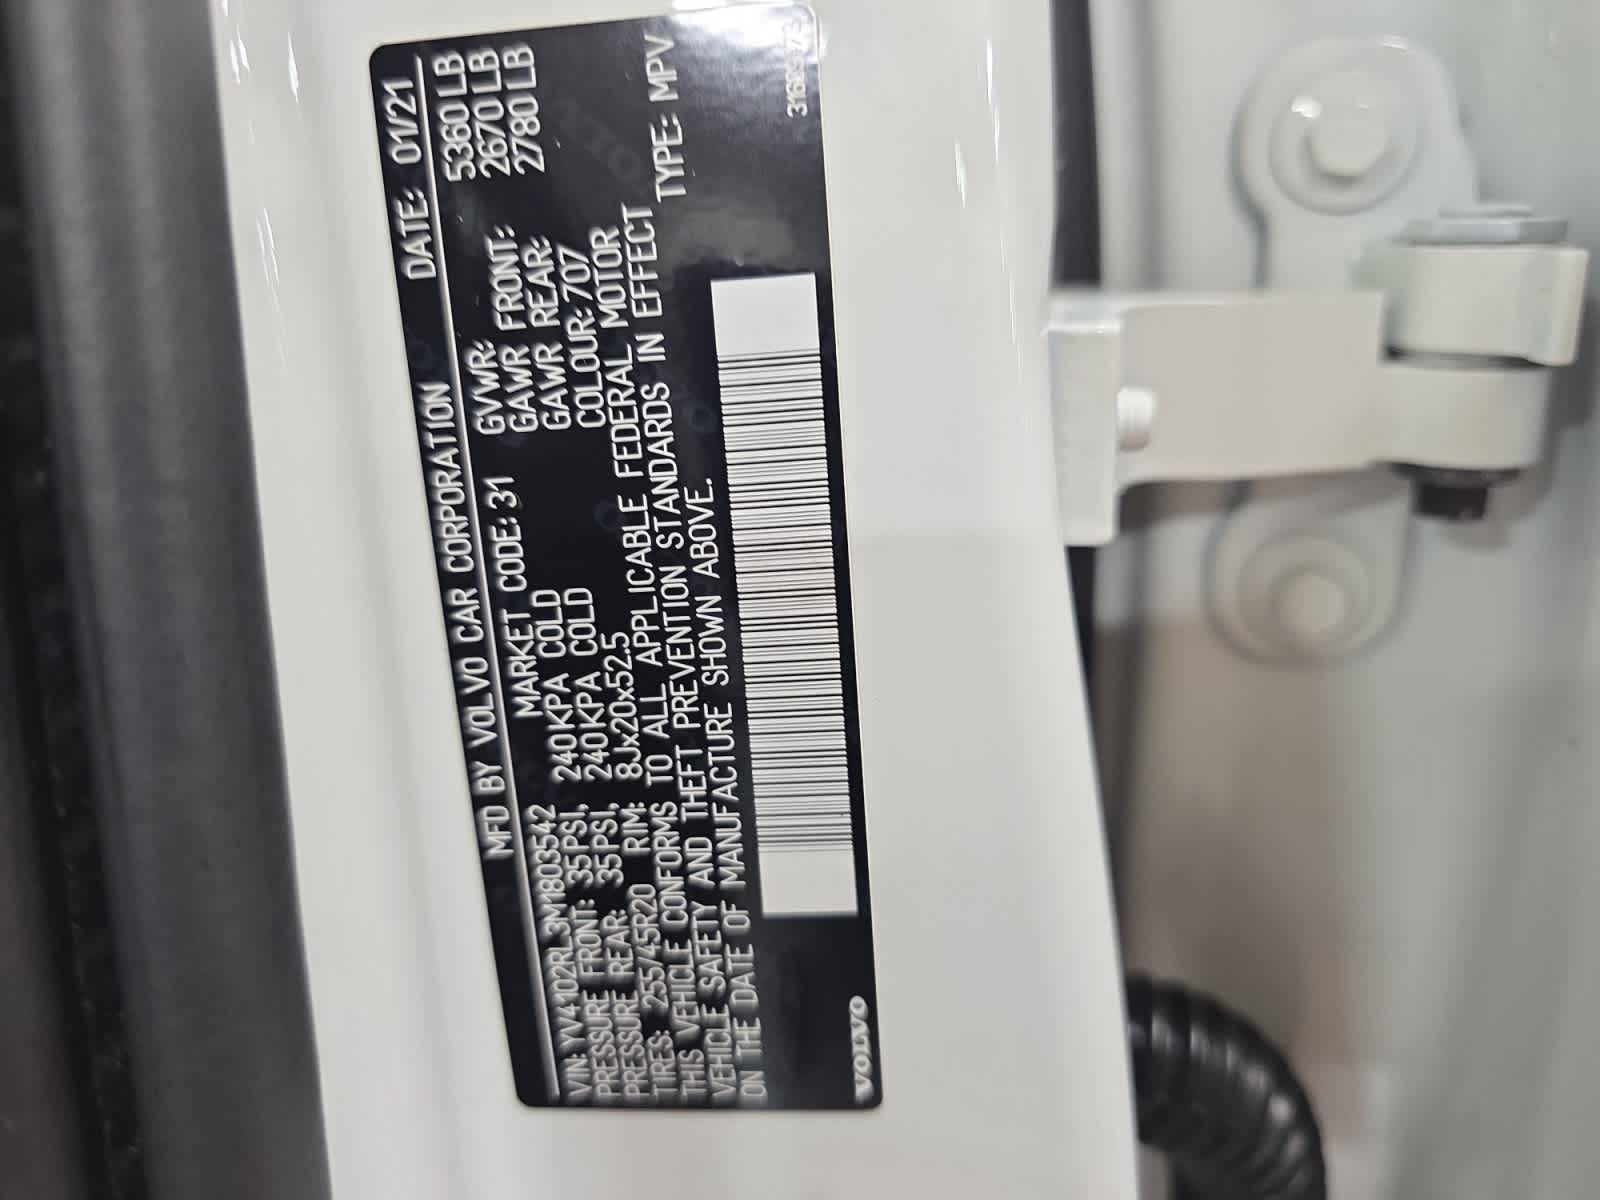 MFD BY VOLVO CAR CORPORATION DATE: 01/21
VIN: YV4102RL3M1803542 MARKET CODE: 31 GVWR: 5360 LB
PRESSURE FRONT: 35PSI, 240KPA COLD GAWR FRONT: 2670 LB
PRESSURE REAR: 35PSI, 240KPA COLD GAWR REAR: 2780 LB
TIRES: 255/45R20 RIM: 8Jx20x52.5 COLOUR: 707
THIS VEHICLE CONFORMS TO ALL APPLICABLE FEDERAL MOTOR
VEHICLE SAFETY AND THEFT PREVENTION STANDARDS IN EFFECT
ON THE DATE OF MANUFACTURE SHOWN ABOVE. TYPE: MPV
VOLVO